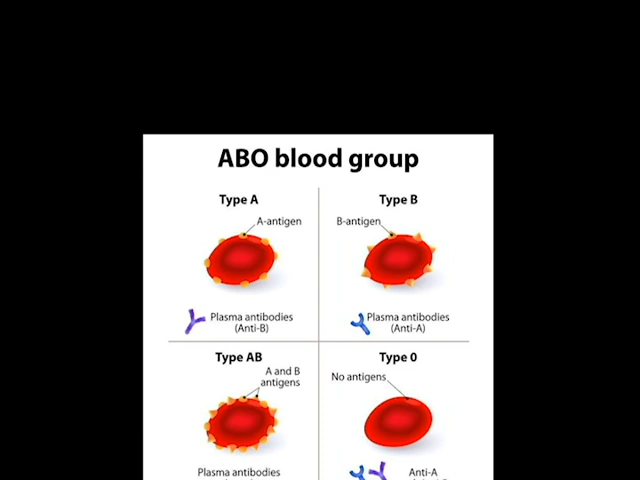 ABO blood group
Type A
A-antigen
Plasma antibodies
(Anti-B)
Type B
B-antigen
Plasma antibodies
(Anti-A)
Type AB
A and B
antigens
Plasma antibodies
Type 0
No antigens
Anti-A